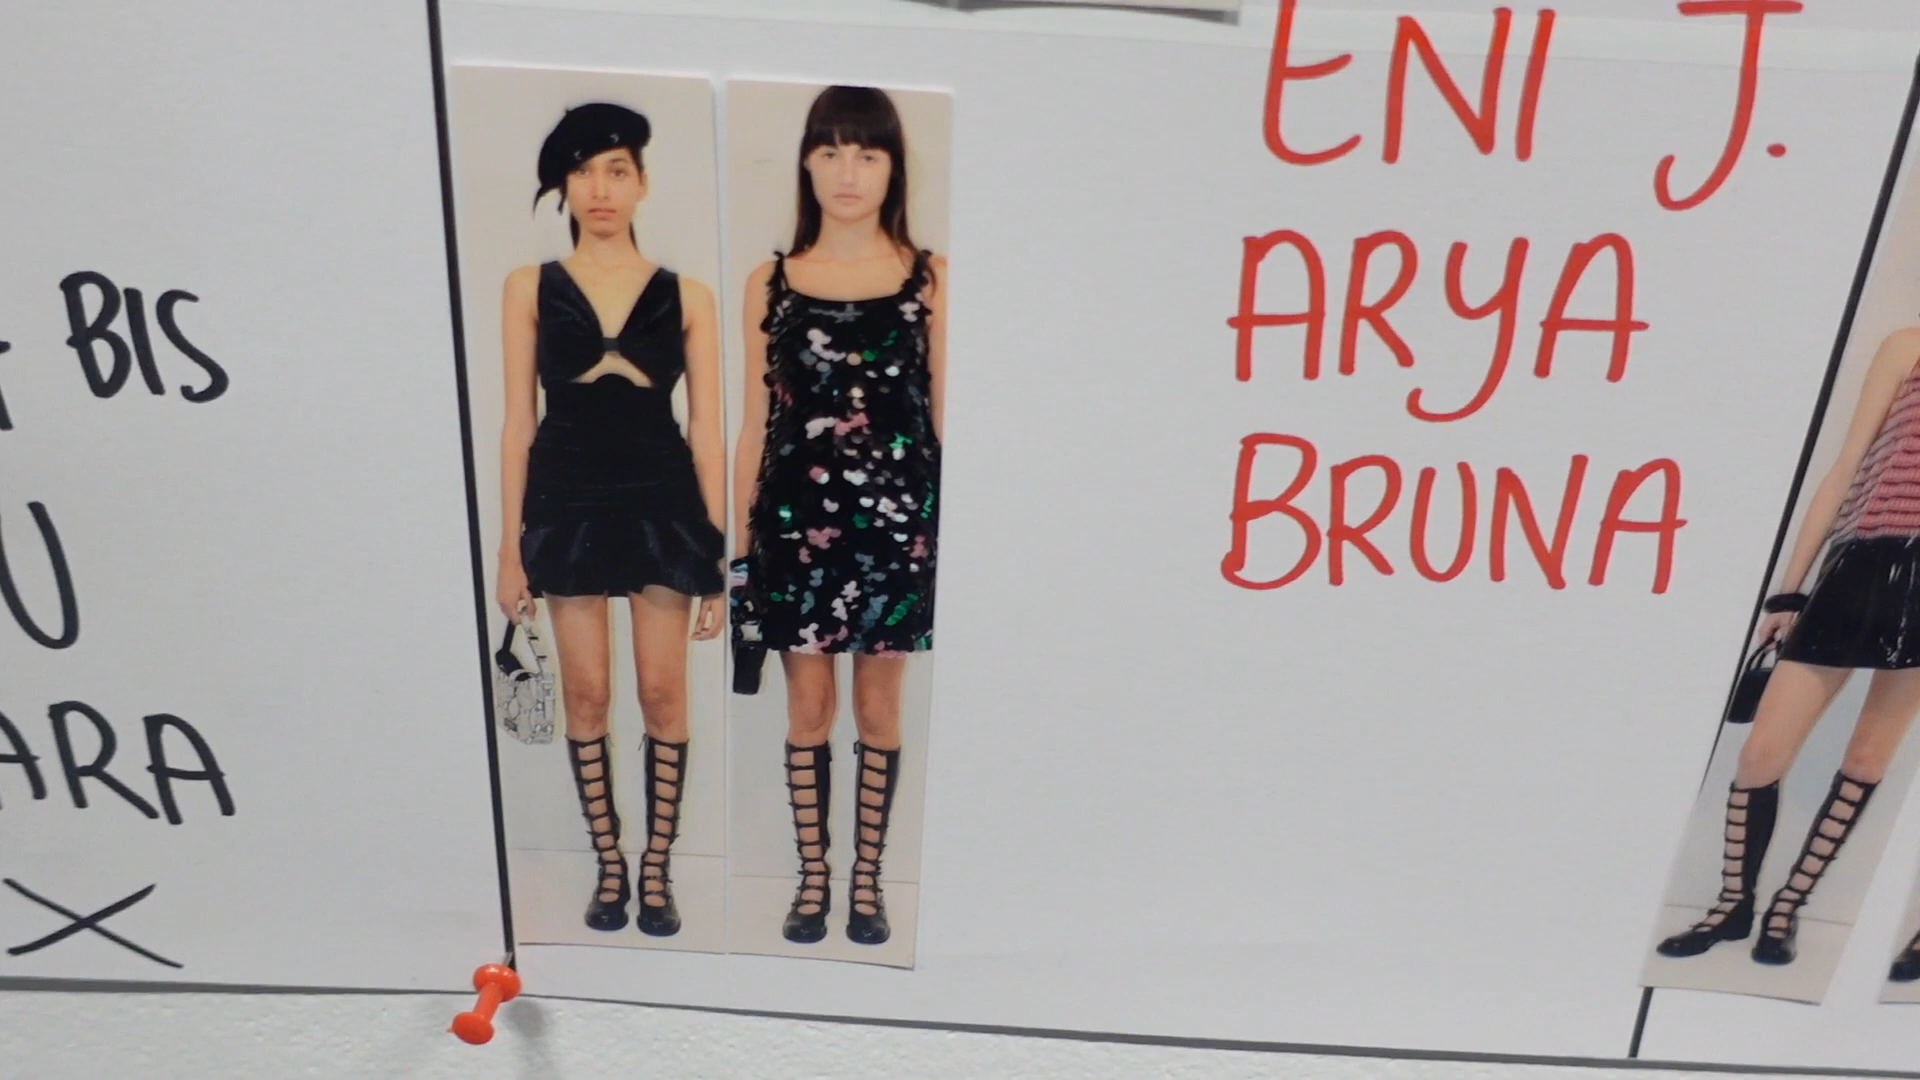 BIS
U
ARA
X
ENI J.
ARYA
BRUNA